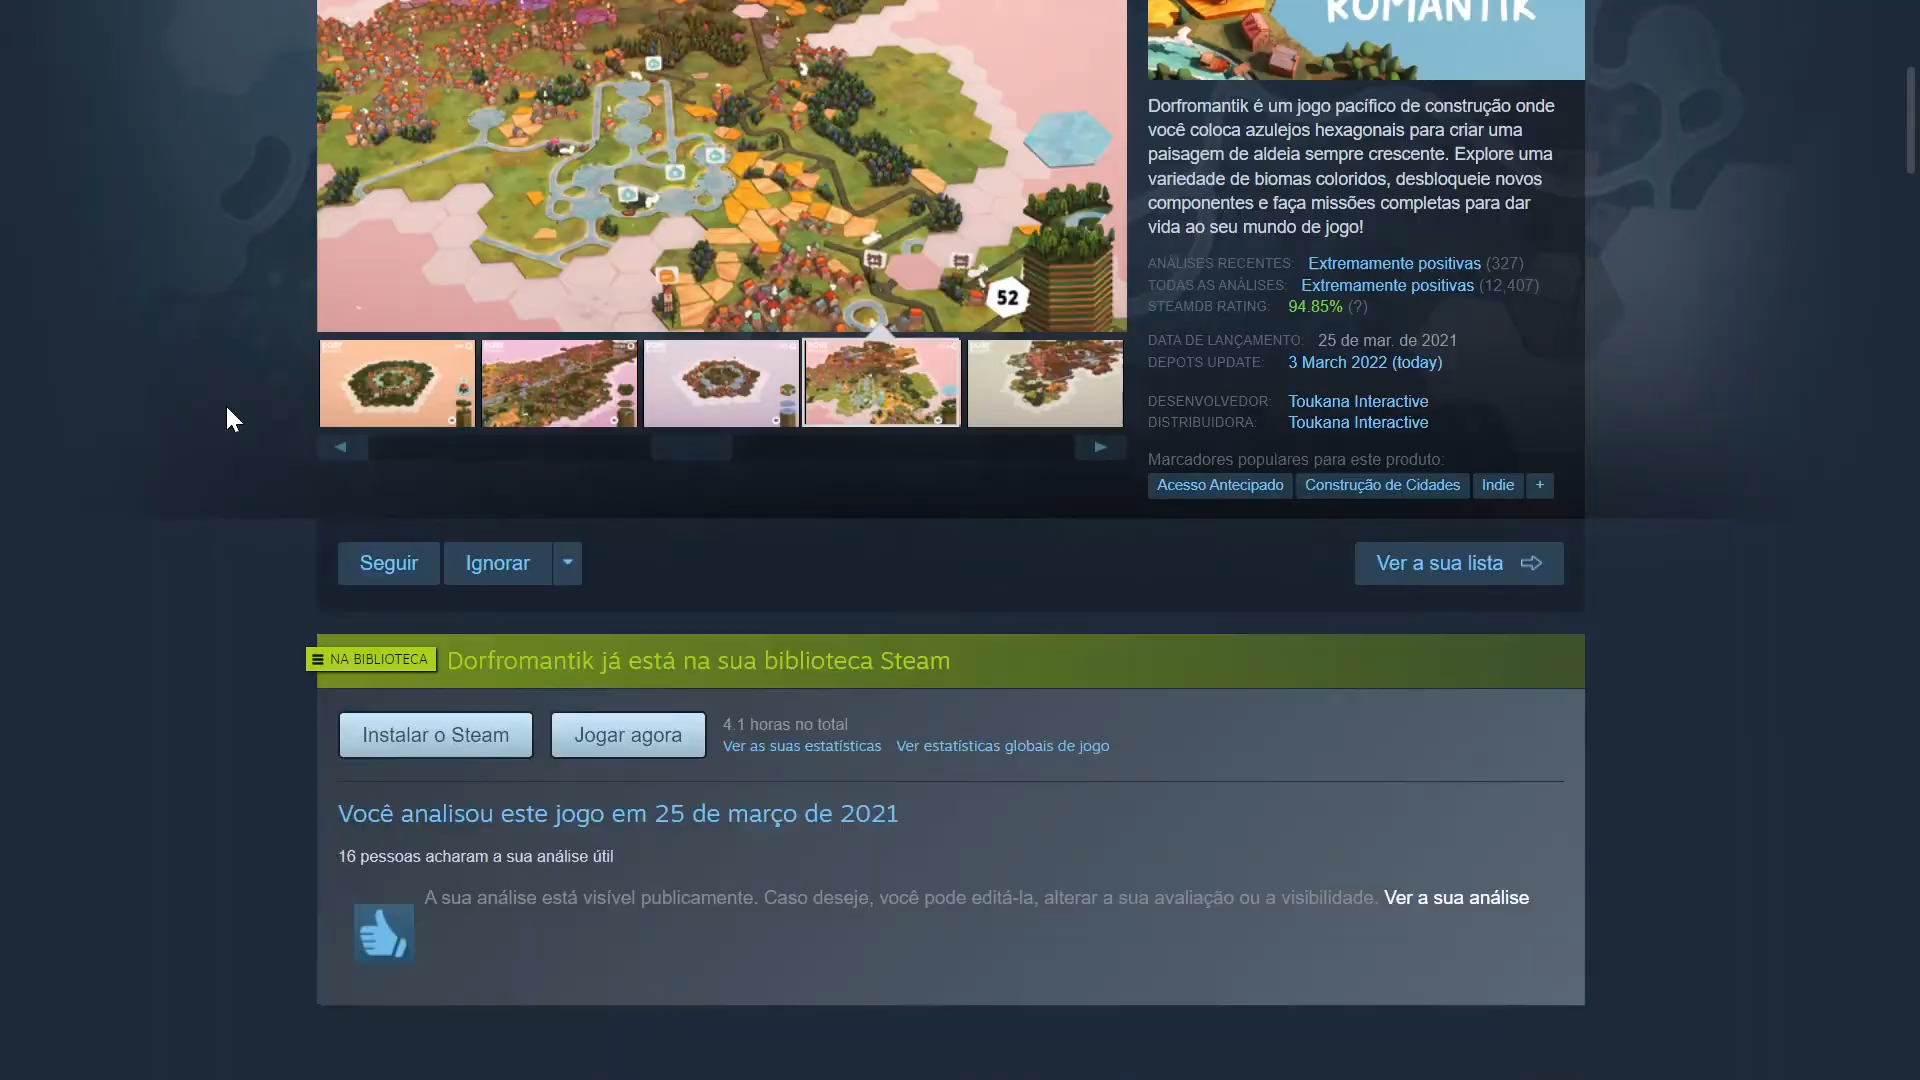 ROMANTIK
Dorfromantik é um jogo pacífico de construção onde
você coloca azulejos hexagonais para criar uma
paisagem de aldeia sempre crescente. Explore uma
variedade de biomas coloridos, desbloqueie novos
componentes e faça missões completas para dar
vida ao seu mundo de jogo!
ANÁLISES RECENTES: Extremamente positivas (327)
TODAS AS ANÁLISES: Extremamente positivas (12,407)
STEAMDB RATING: 94.85% (?)
52
DATA DE LANÇAMENTO: 25 de mar. de 2021
DEPOTS UPDATE: 3 March 2022 (today)
DESENVOLVEDOR: Toukana Interactive
DISTRIBUIDORA: Toukana Interactive
Marcadores populares para este produto:
Acesso Antecipado Construção de Cidades Indie +
Seguir Ignorar Ver a sua lista
NA BIBLIOTECA Dorfromantik já está na sua biblioteca Steam
Instalar o Steam Jogar agora
4.1 horas no total
Ver as suas estatísticas Ver estatísticas globais de jogo
Você analisou este jogo em 25 de março de 2021
16 pessoas acharam a sua análise útil
A sua análise está visível publicamente. Caso deseje, você pode editá-la, alterar a sua avaliação ou a visibilidade. Ver a sua análise